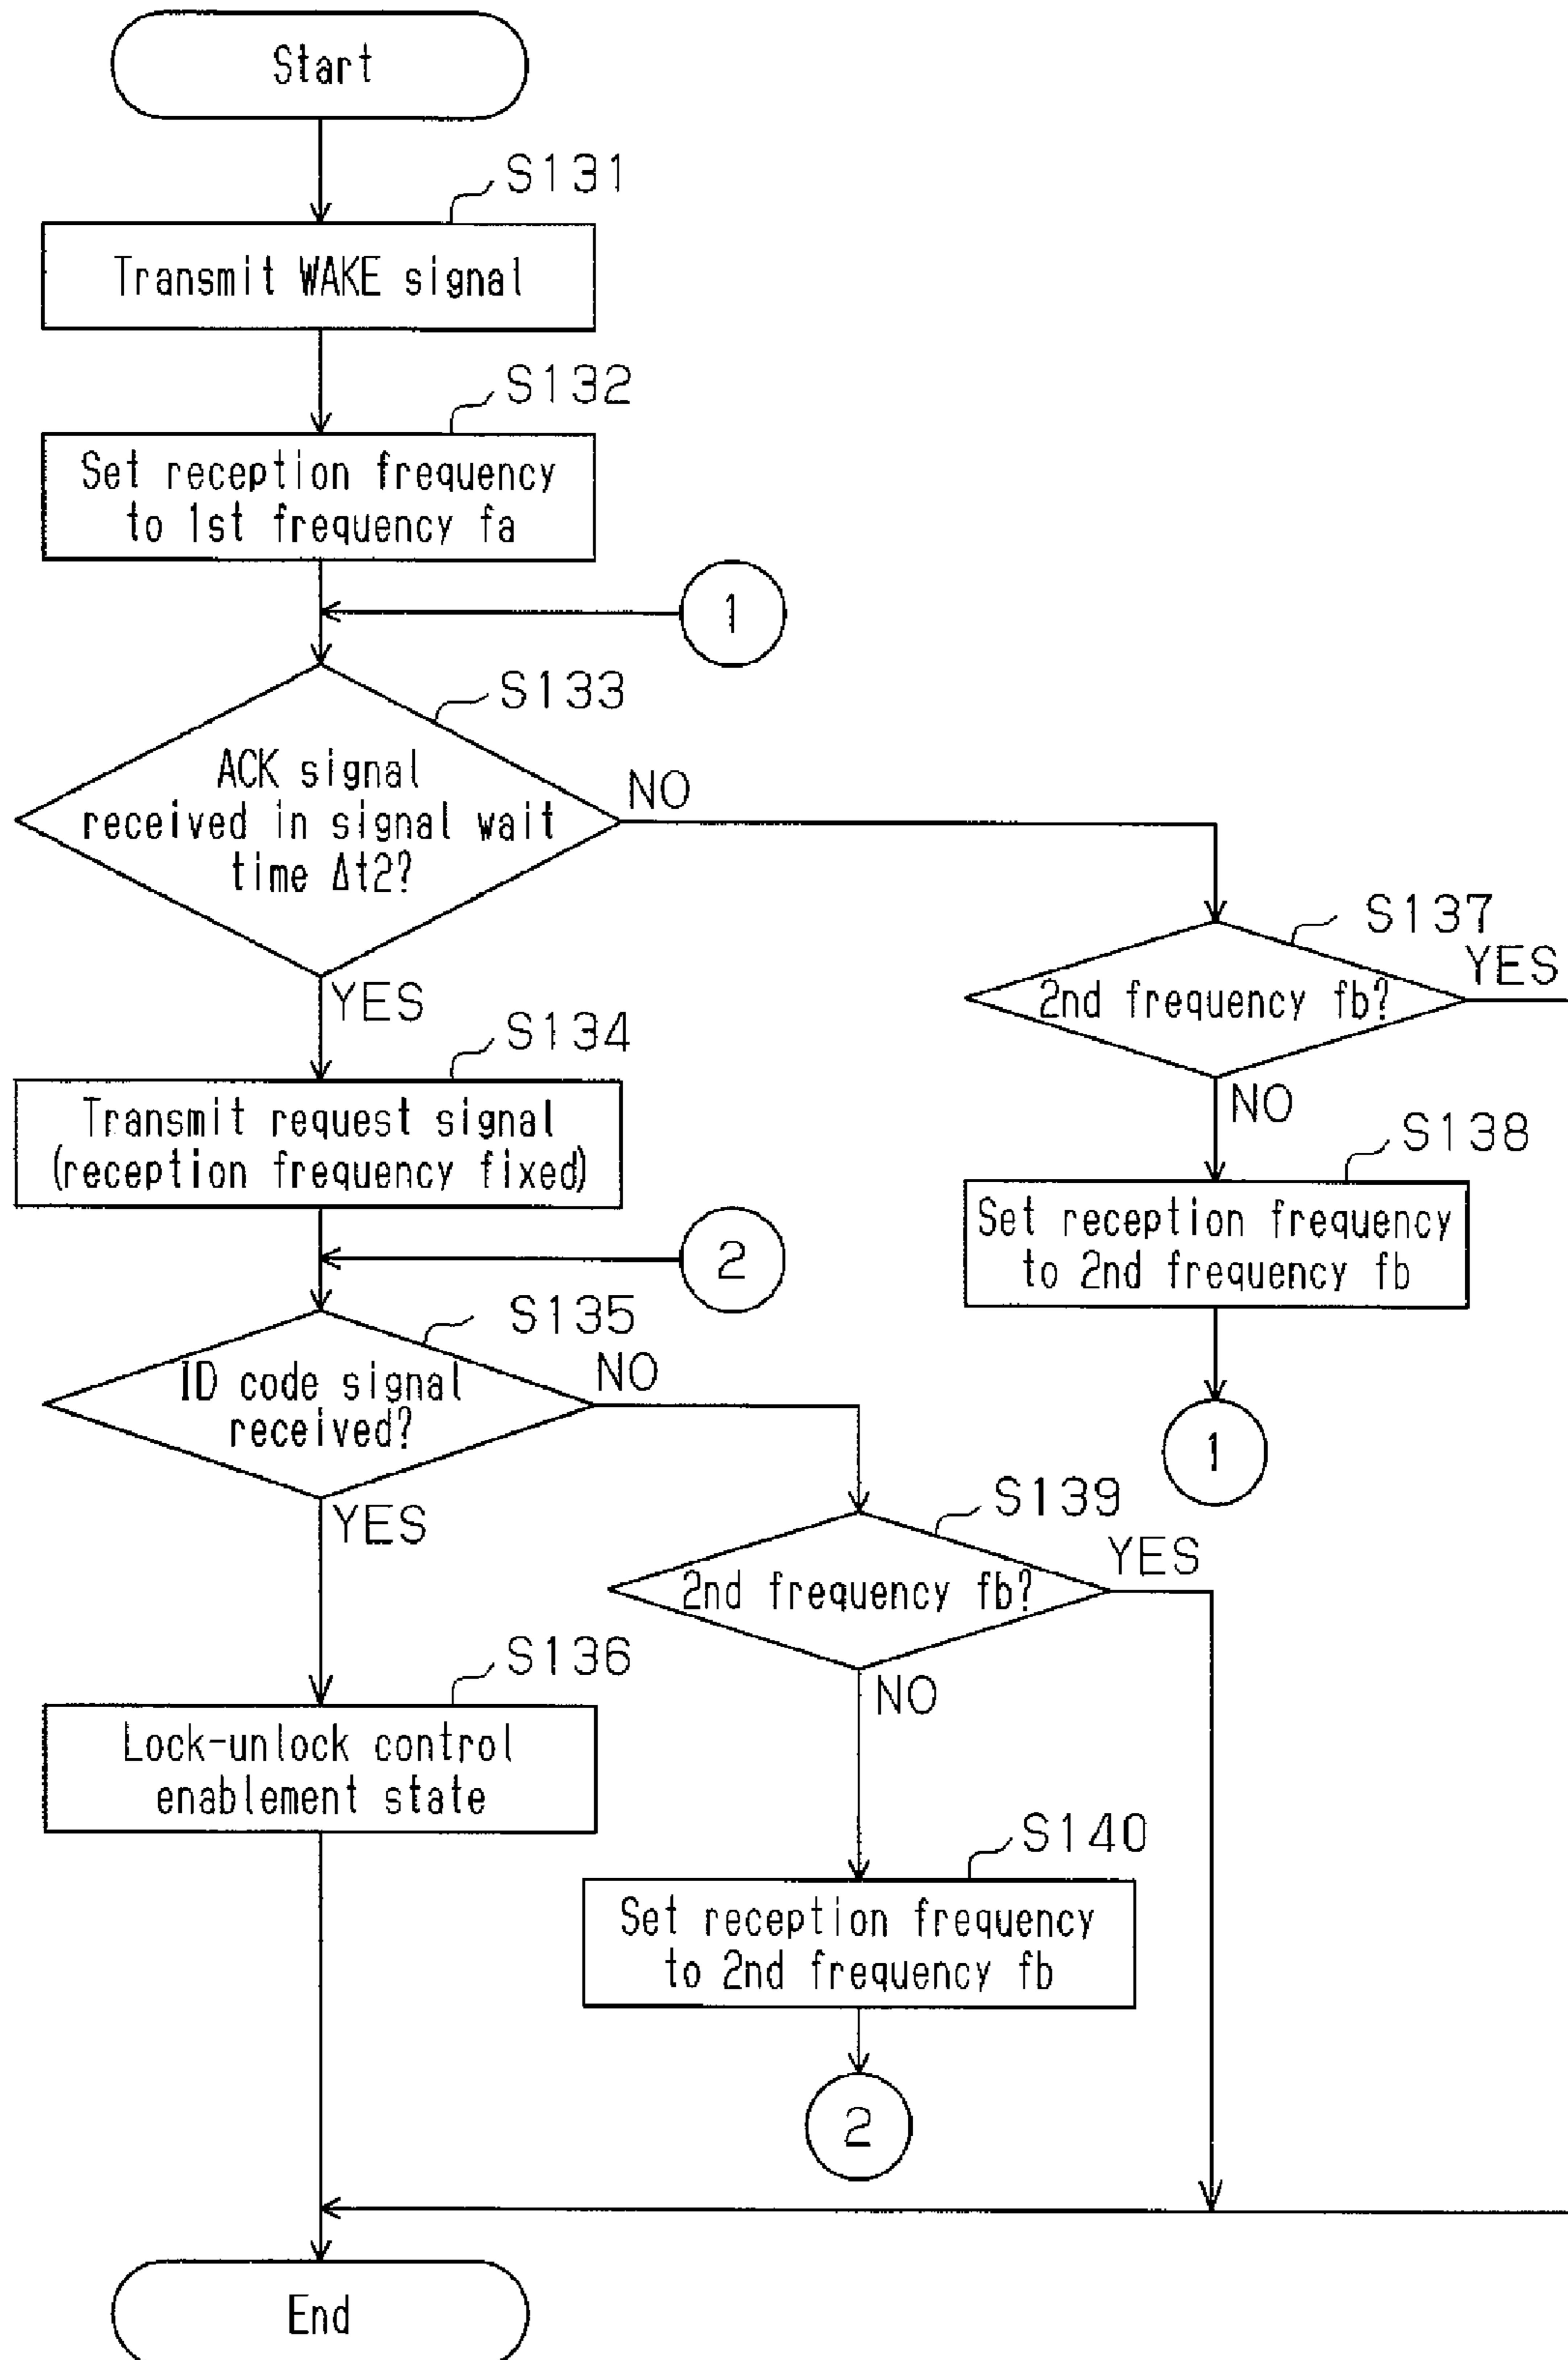 Start
S131
Transmit WAKE signal
S132
Set reception frequency
to 1st frequency fa
1
S133
ACK signal
received in signal wait
time Δt2?
NO
YES
S137
2nd frequency fb?
YES
NO
S134
Transmit request signal
(reception frequency fixed)
S138
Set reception frequency
to 2nd frequency fb
1
2
S135
ID code signal
received?
NO
YES
S139
2nd frequency fb?
YES
NO
S136
Lock-unlock control
enablement state
S140
Set reception frequency
to 2nd frequency fb
2
End